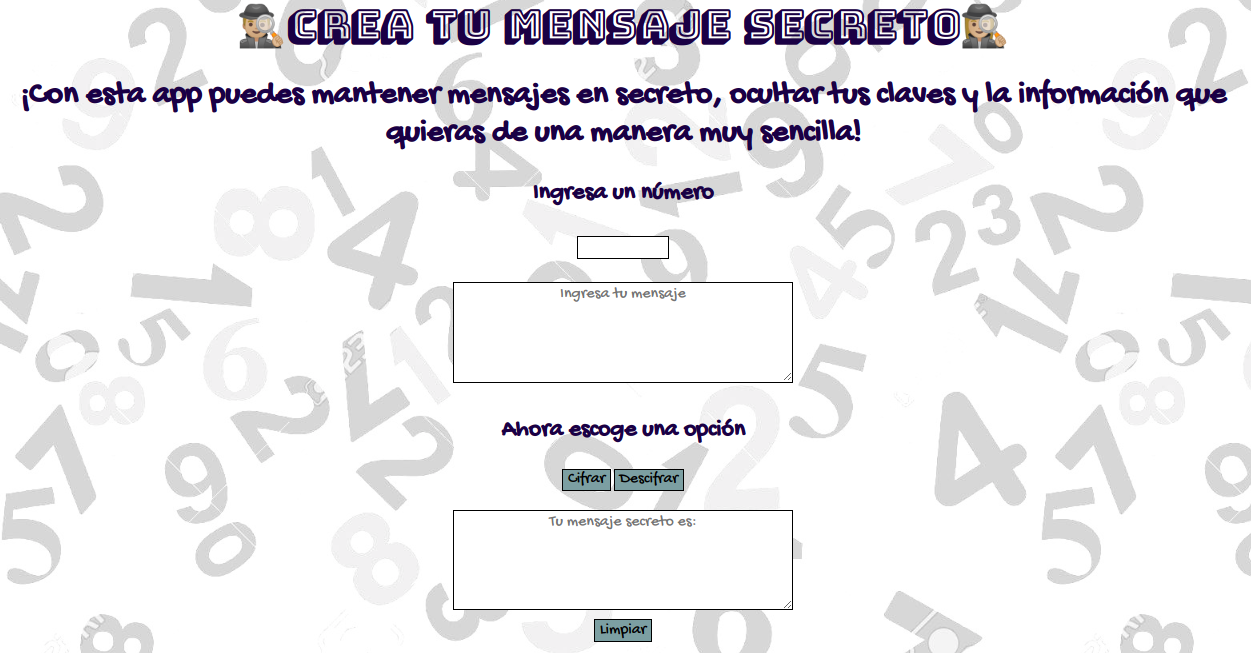 CREA TU MENSAJE SECRETO
¡Con esta app puedes mantener mensajes en secreto, ocultar tus claves y la información que
quieras de una manera muy sencilla!
Ingresa un número
Ingresa tu mensaje
Ahora escoge una opción
Cifrar Descifrar
Tu mensaje secreto es:
Limpiar